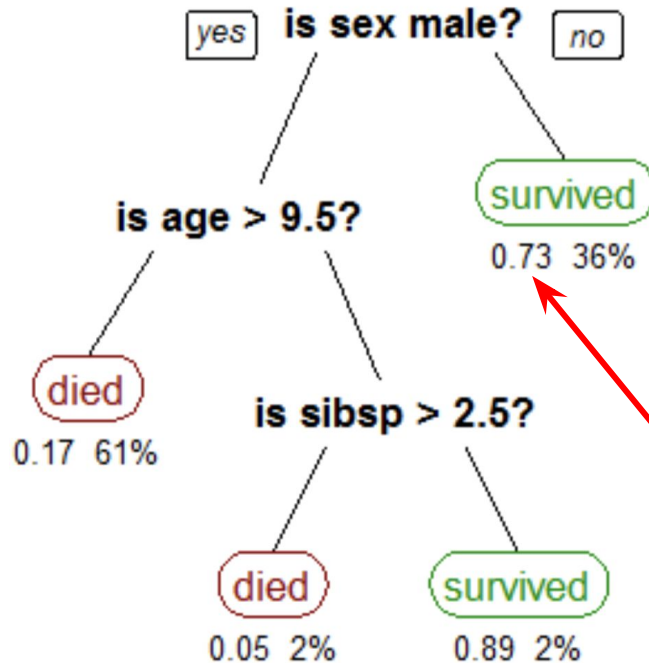 yes is sex male? no
survived
0.73 36%
is age > 9.5?
died
0.17 61%
is sibsp > 2.5?
died survived
0.05 2% 0.89 2%